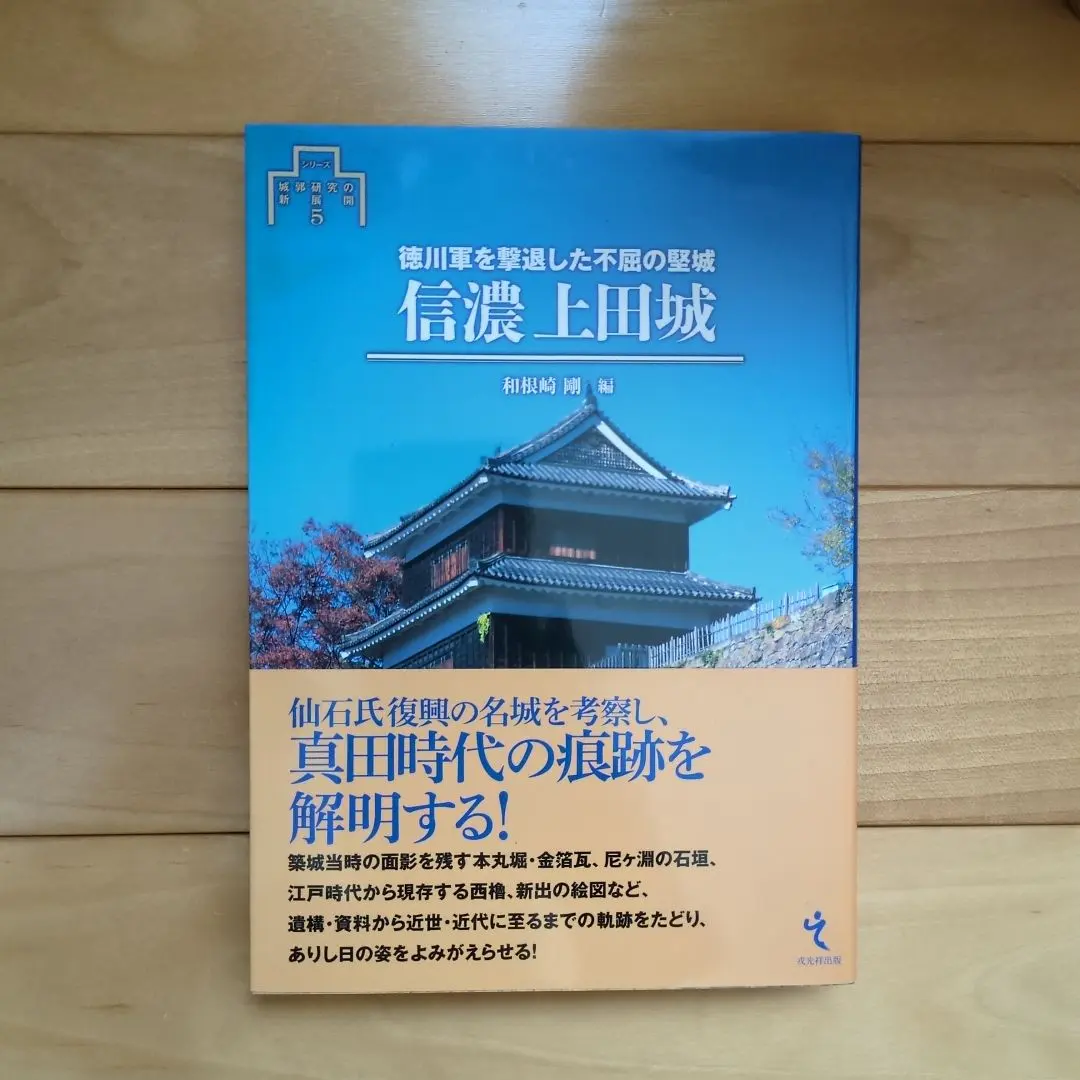 シリーズ
城郭研究の
新展開
5
徳川軍を撃退した不屈の堅城
信濃 上田城
和根崎 剛 編
仙石氏復興の名城を考察し、
真田時代の痕跡を
解明する!
築城当時の面影を残す本丸堀・金箔瓦、尼ヶ淵の石垣、
江戸時代から現存する西櫓、新出の絵図など、
遺構・資料から近世・近代に至るまでの軌跡をたどり、
ありし日の姿をよみがえらせる!
戎光祥出版